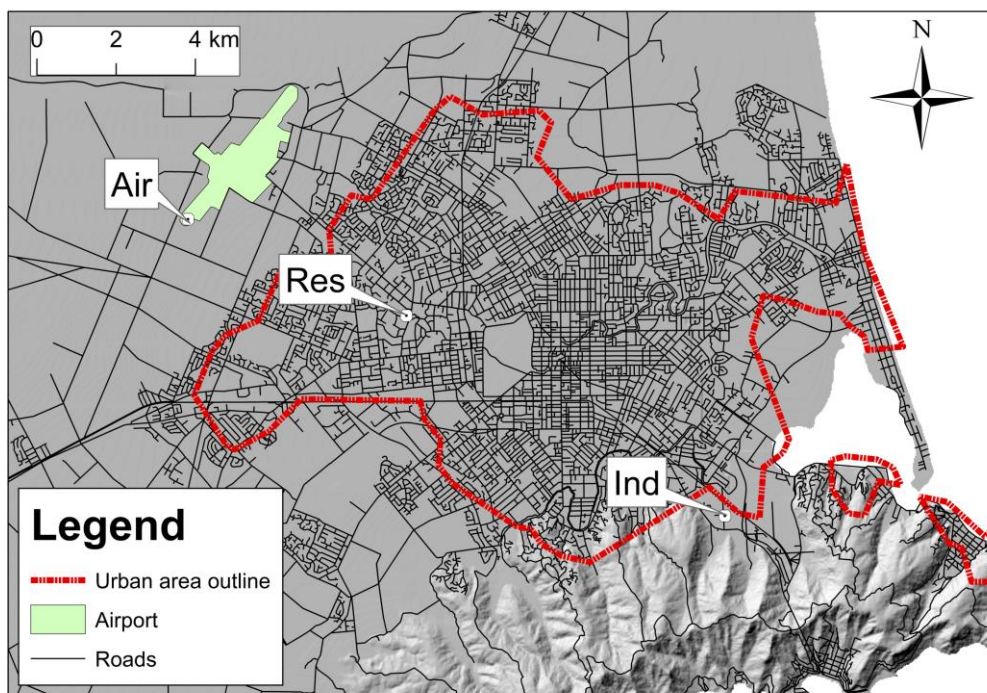 0 2 4 km
N
Air
Res
Ind
Legend
Urban area outline
Airport
Roads